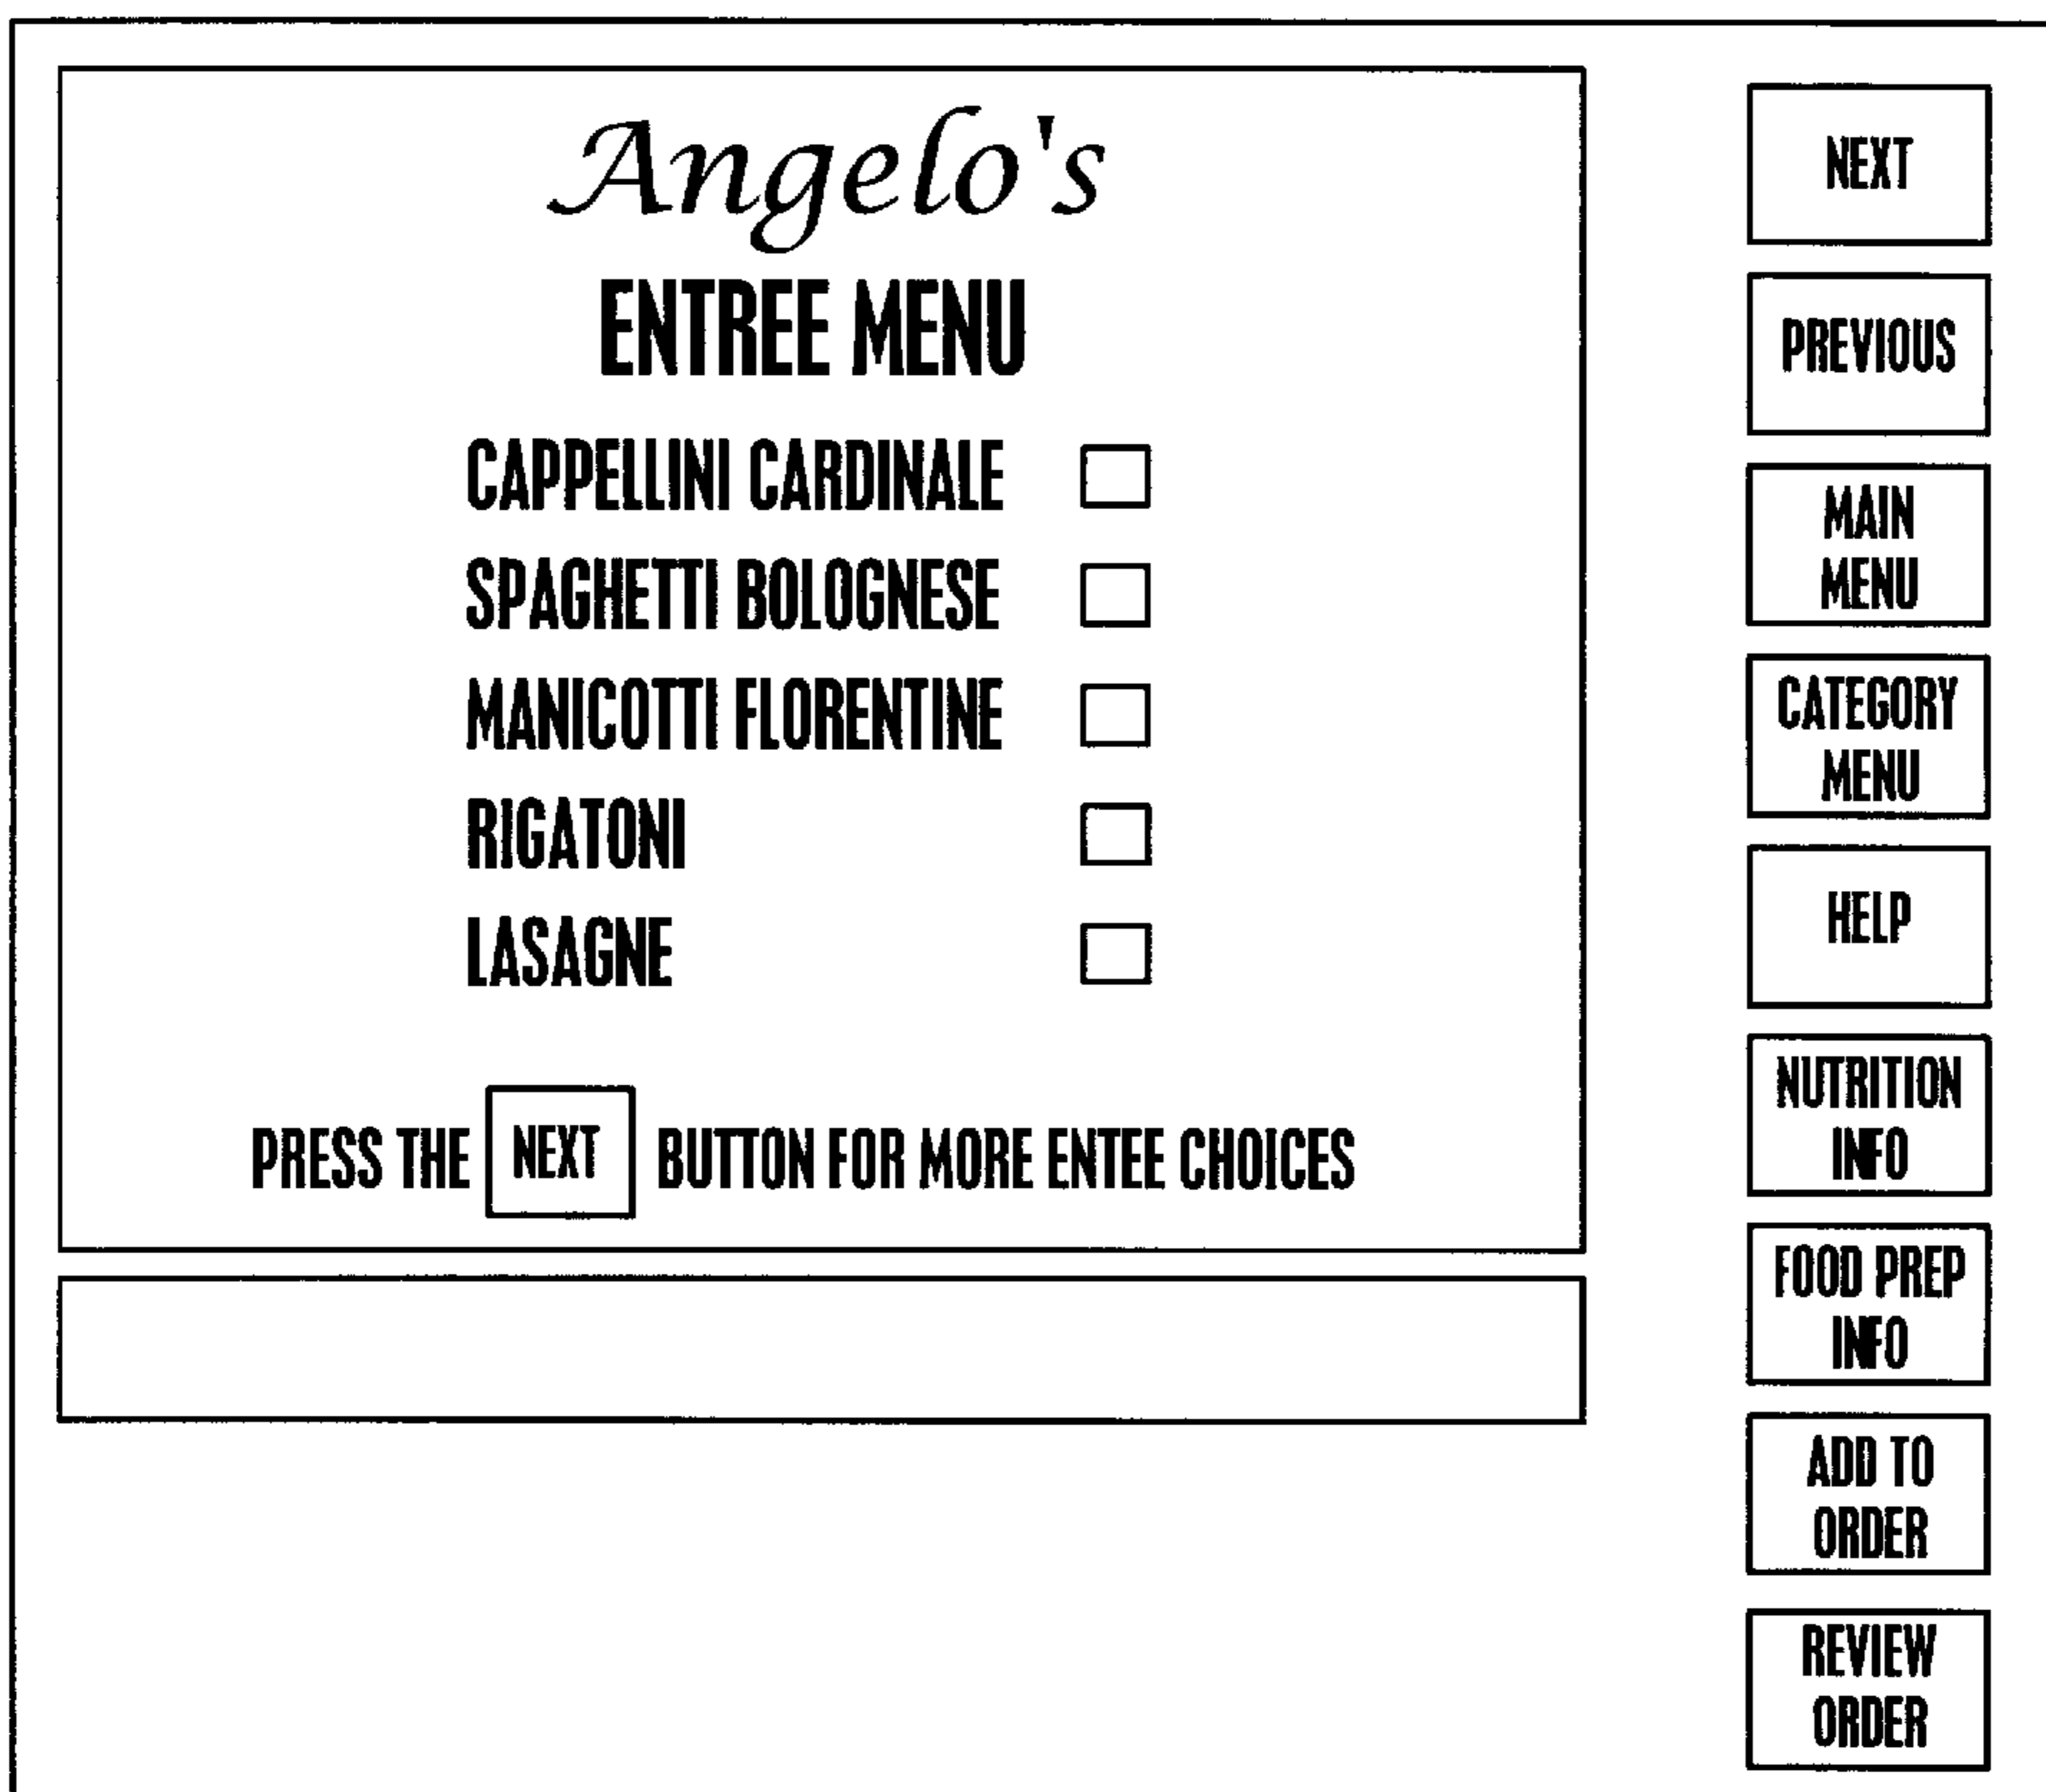 Angelo's
ENTREE MENU
CAPPELLINI CARDINALE
SPAGHETTI BOLOGNESE
MANICOTTI FLORENTINE
RIGATONI
LASAGNE
PRESS THE NEXT BUTTON FOR MORE ENTEE CHOICES
NEXT
PREVIOUS
MAIN
MENU
CATEGORY
MENU
HELP
NUTRITION
INFO
FOOD PREP
INFO
ADD TO
ORDER
REVIEW
ORDER